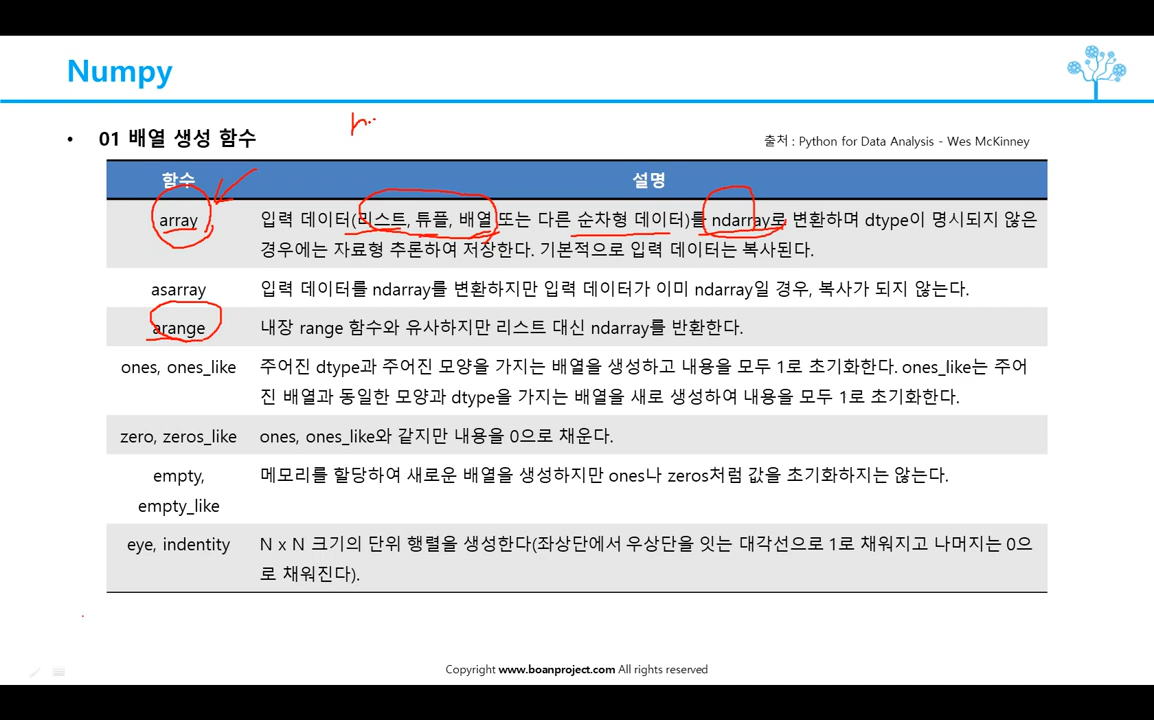 Numpy
• 01 배열 생성 함수
출처 : Python for Data Analysis - Wes McKinney
함수 설명
array 입력 데이터(리스트, 튜플, 배열 또는 다른 순차형 데이터)를 ndarray로 변환하며 dtype이 명시되지 않은
경우에는 자료형 추론하여 저장한다. 기본적으로 입력 데이터는 복사된다.
asarray 입력 데이터를 ndarray를 변환하지만 입력 데이터가 이미 ndarray일 경우, 복사가 되지 않는다.
arange 내장 range 함수와 유사하지만 리스트 대신 ndarray를 반환한다.
ones, ones_like 주어진 dtype과 주어진 모양을 가지는 배열을 생성하고 내용을 모두 1로 초기화한다. ones_like는 주어
진 배열과 동일한 모양과 dtype을 가지는 배열을 새로 생성하여 내용을 모두 1로 초기화한다.
zero, zeros_like ones, ones_like와 같지만 내용을 0으로 채운다.
empty, 메모리를 할당하여 새로운 배열을 생성하지만 ones나 zeros처럼 값을 초기화하지는 않는다.
empty_like
eye, indentity N x N 크기의 단위 행렬을 생성한다(좌상단에서 우상단을 잇는 대각선으로 1로 채워지고 나머지는 0으
로 채워진다).
Copyright www.boanproject.com All rights reserved